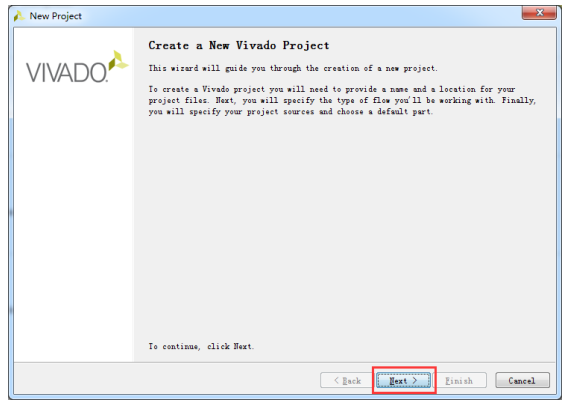 New Project
VIVADO.
Create a New Vivado Project
This wizard will guide you through the creation of a new project.
To create a Vivado project you will need to provide a name and a location for your
project files. Next, you will specify the type of flow you'll be working with. Finally,
you will specify your project sources and choose a default part.
To continue, click Next.
< Back Next > Finish Cancel